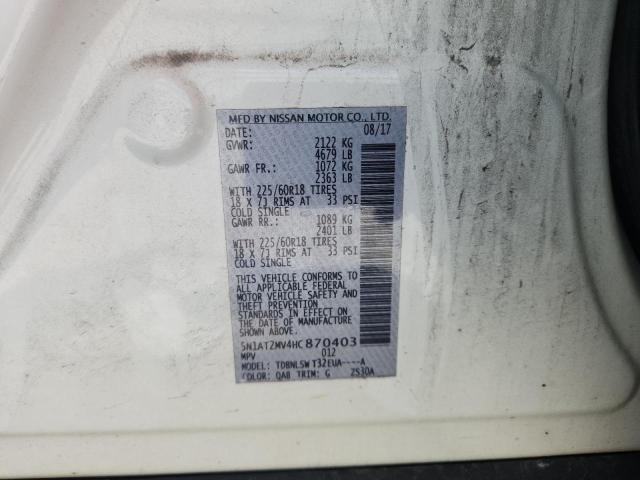 MFD BY NISSAN MOTOR CO., LTD.
DATE: 08/17
GVWR: 2122 KG
4679 LB
GAWR FR.: 1072 KG
2363 LB
WITH 225/60R18 TIRES
18 X 7J RIMS AT 33 PSI
COLD SINGLE
GAWR RR.: 1089 KG
2401 LB
WITH 225/60R18 TIRES
18 X 7J RIMS AT 33 PSI
COLD SINGLE
THIS VEHICLE CONFORMS TO
ALL APPLICABLE FEDERAL
MOTOR VEHICLE SAFETY AND
THEFT PREVENTION
STANDARDS IN EFFECT ON
THE DATE OF MANUFACTURE
SHOWN ABOVE.
5N1AT2MV4HC870403
MPV 012
MODEL: TDBNL5W T32EUA----A
COLOR: QAB TRIM: G 2S30A